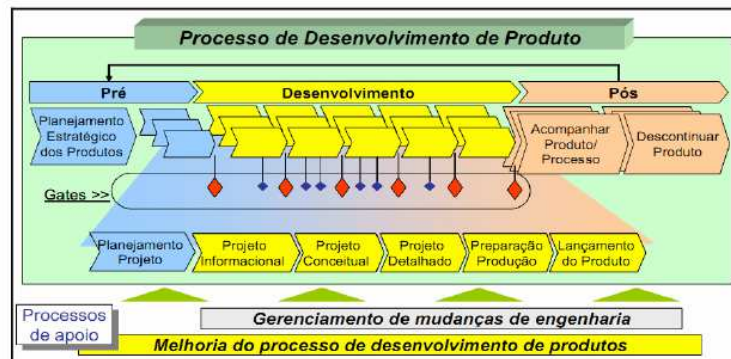 Processo de Desenvolvimento de Produto
Pré
Desenvolvimento
Pós
Planejamento
Estratégico
dos Produtos
Acompanhar
Produto/
Processo
Descontinuar
Produto
Gates >>
Planejamento
Projeto
Projeto
Informacional
Projeto
Conceitual
Projeto
Detalhado
Preparação
Produção
Lançamento
do Produto
Processos
de apoio
Gerenciamento de mudanças de engenharia
Melhoria do processo de desenvolvimento de produtos